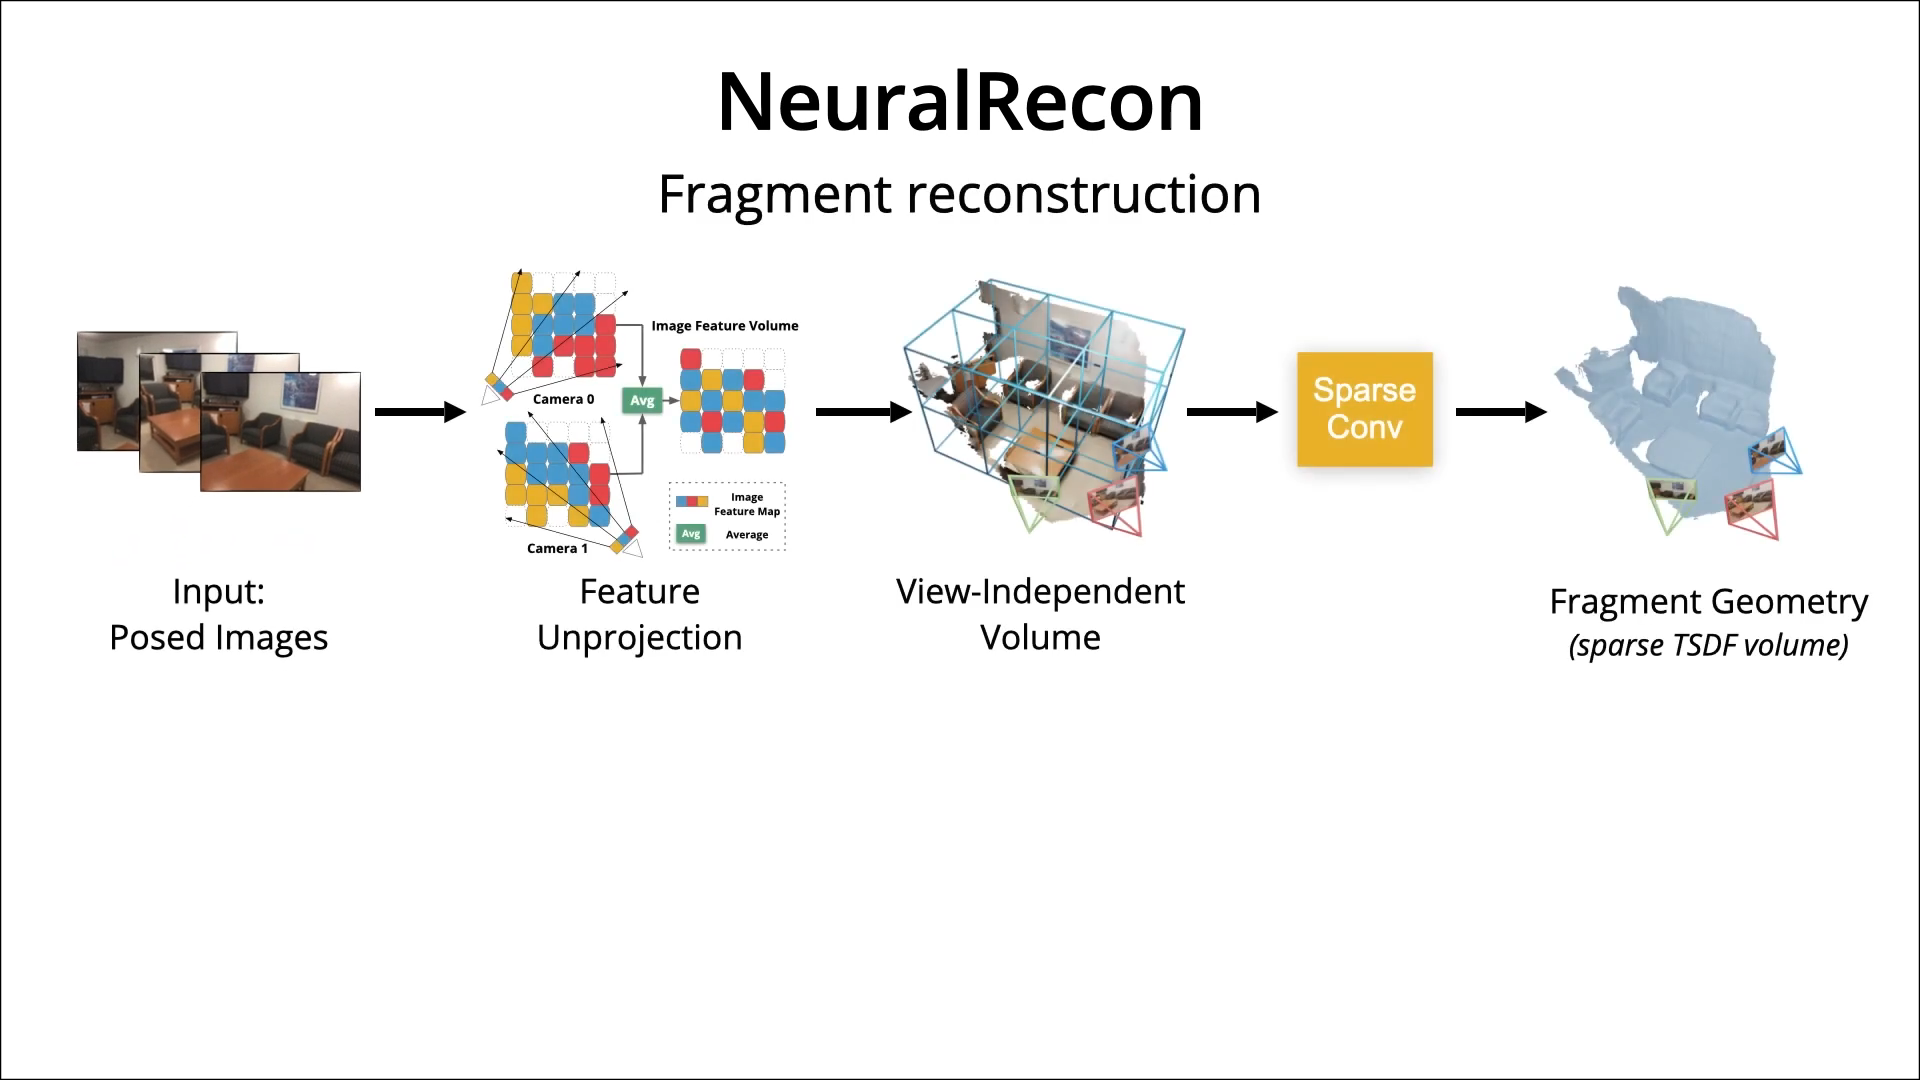 NeuralRecon
Fragment reconstruction
Image Feature Volume
Camera 0
Avg
Camera 1
Image
Feature Map
Avg
Average
Sparse
Conv
Input:
Posed Images
Feature
Unprojection
View-Independent
Volume
Fragment Geometry
(sparse TSDF volume)